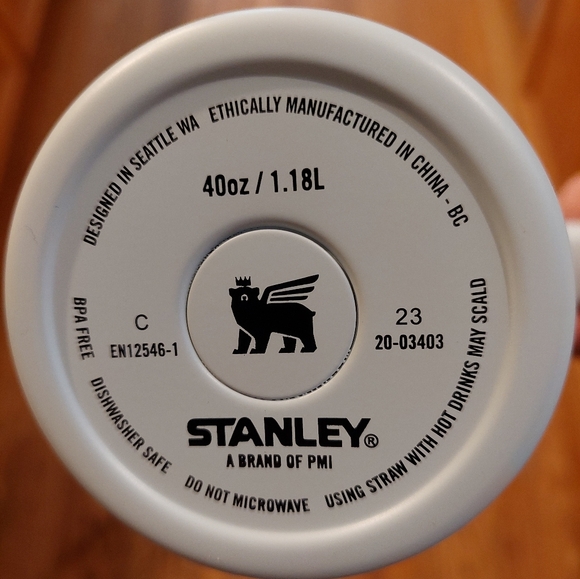 DESIGNED IN SEATTLE WA ETHICALLY MANUFACTURED IN CHINA - BC
40oz / 1.18L
C
EN12546-1
23
20-03403
STANLEY®
A BRAND OF PMI
BPA FREE DISHWASHER SAFE DO NOT MICROWAVE USING STRAW WITH HOT DRINKS MAY SCALD